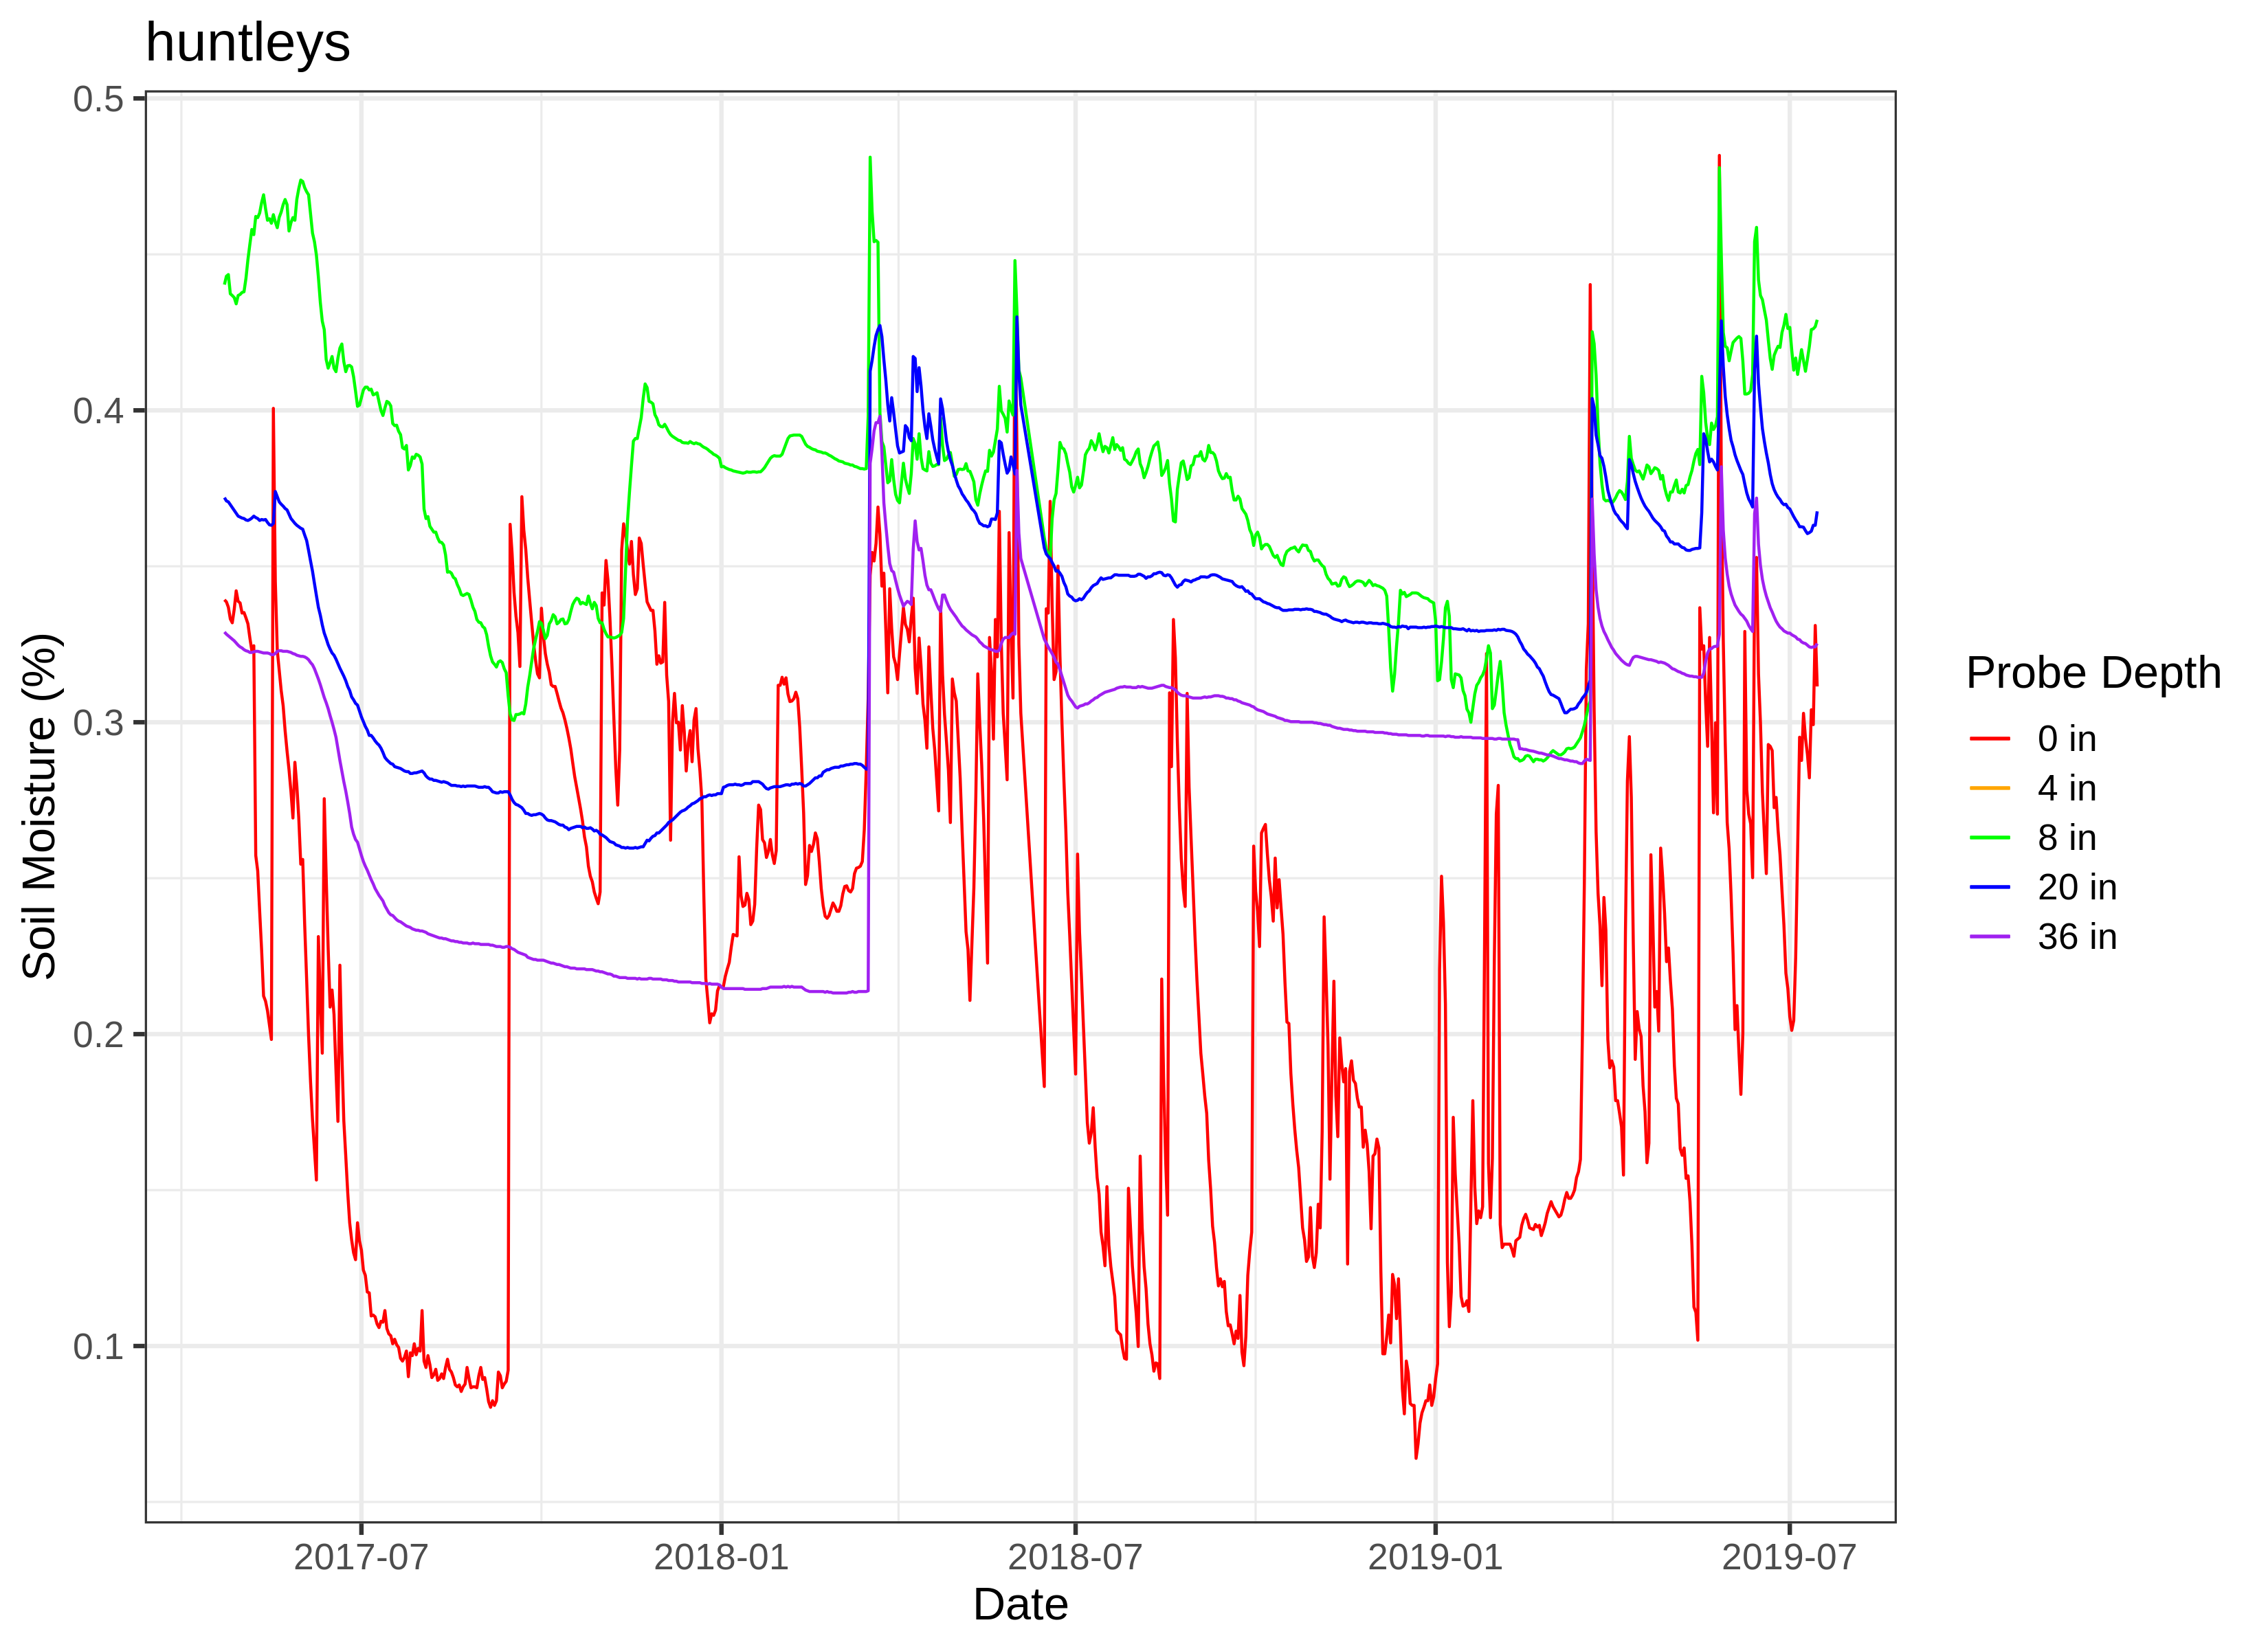 huntleys
0.5
0.4
0.3
0.2
0.1
Soil Moisture (%)
2017-07
2018-01
2018-07
2019-01
2019-07
Date
Probe Depth
0 in
4 in
8 in
20 in
36 in